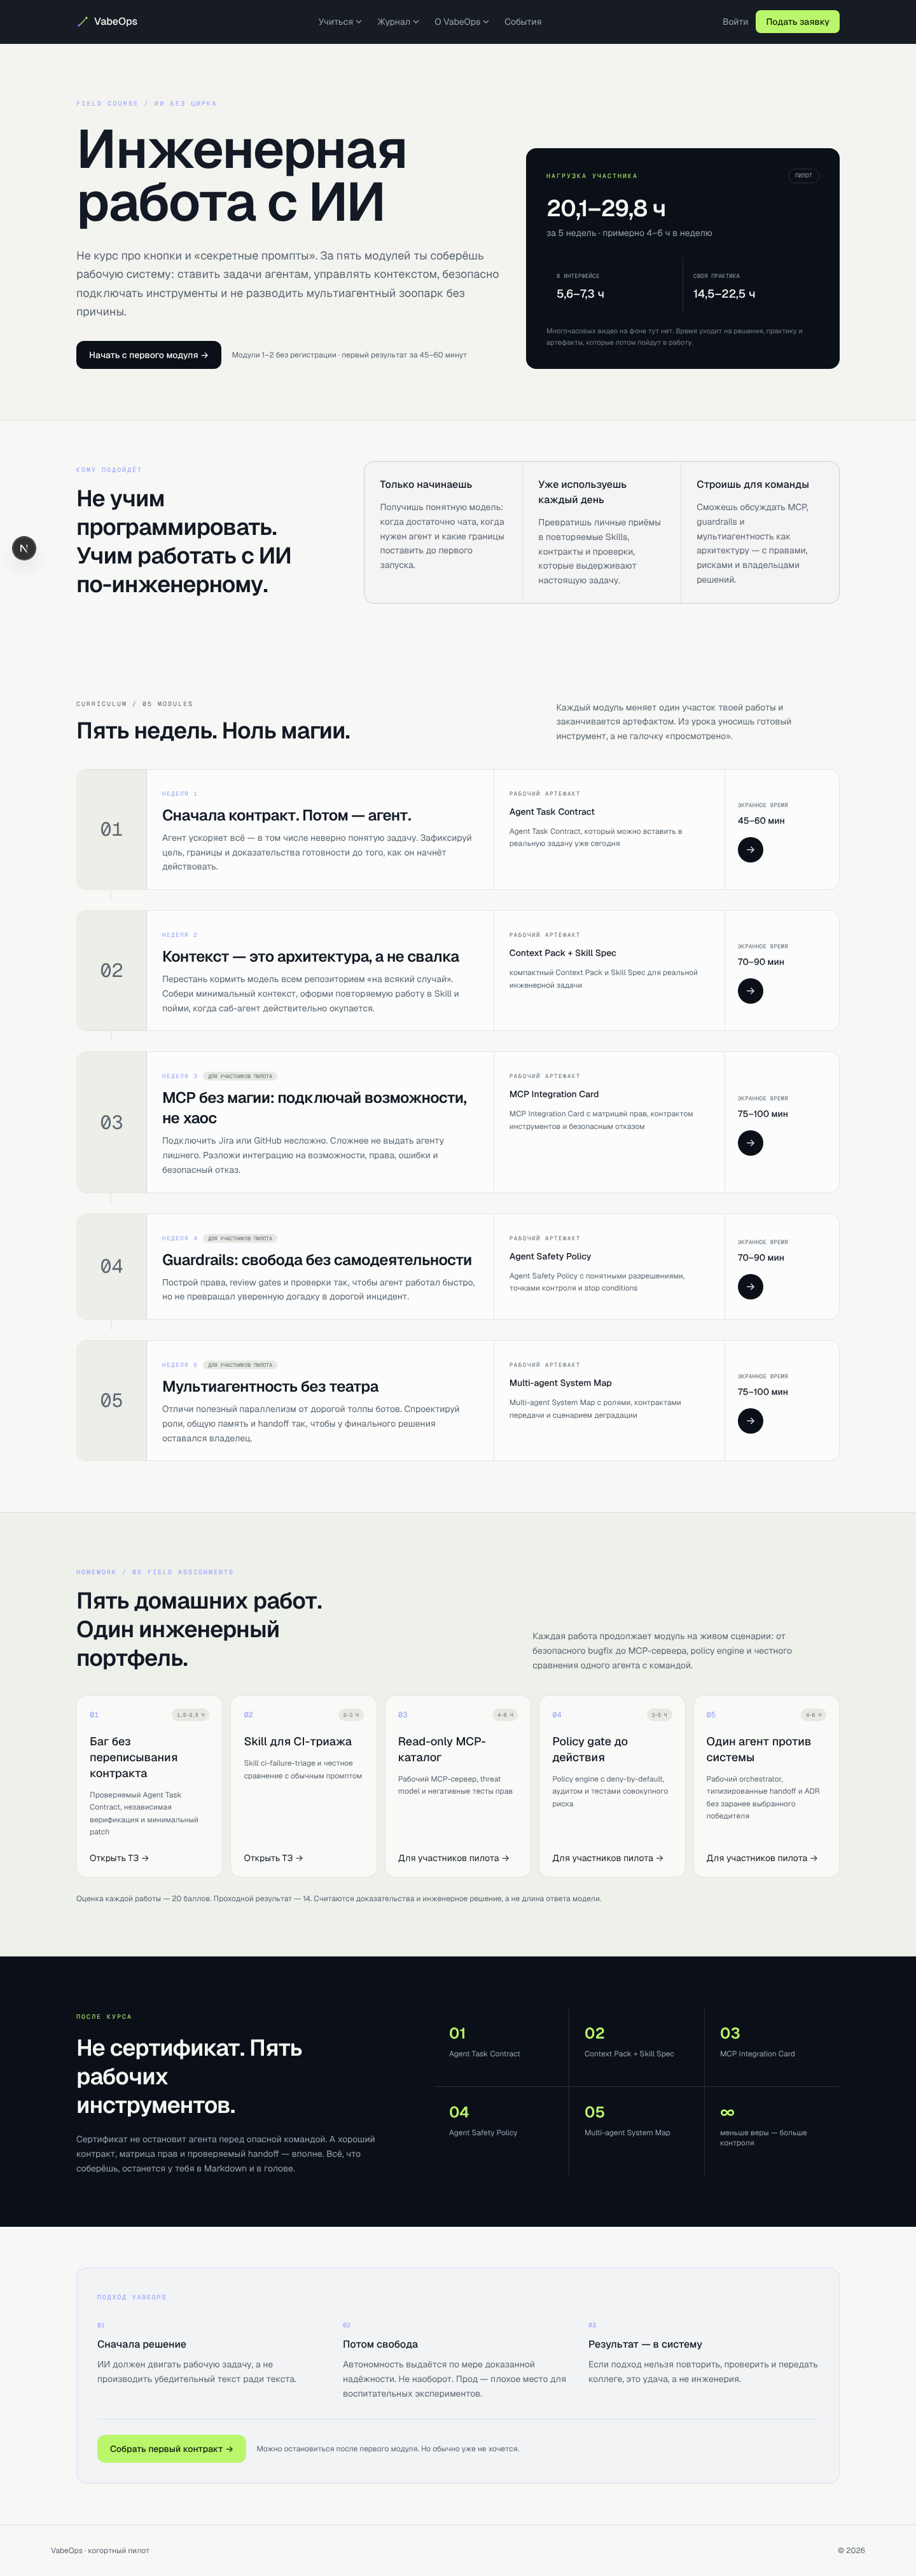 VabeOps
Учиться
Журнал
О VabeOps
События
Войти
Подать заявку
FIELD COURSE / ИИ БЕЗ ЦИРКА
Инженерная
работа с ИИ
Не курс про кнопки и «секретные промпты». За пять модулей ты соберёшь
рабочую систему: ставить задачи агентам, управлять контекстом, безопасно
подключать инструменты и не разводить мультиагентный зоопарк без
причины.
Начать с первого модуля →
Модули 1–2 без регистрации · первый результат за 45–60 минут
НАГРУЗКА УЧАСТНИКА
ПИЛОТ
20,1–29,8 ч
за 5 недель · примерно 4–6 ч в неделю
В ИНТЕРФЕЙСЕ
5,6–7,3 ч
СВОЯ ПРАКТИКА
14,5–22,5 ч
Многочасовых видео на фоне тут нет. Время уходит на решения, практику и
артефакты, которые потом пойдут в работу.
КОМУ ПОДОЙДЁТ
Не учим
программировать.
Учим работать с ИИ
по-инженерному.
Только начинаешь
Получишь понятную модель:
когда достаточно чата, когда
нужен агент и какие границы
поставить до первого
запуска.
Уже используешь
каждый день
Превратишь личные приёмы
в повторяемые Skills,
контракты и проверки,
которые выдерживают
настоящую задачу.
Строишь для команды
Сможешь обсуждать MCP,
guardrails и
мультиагентность как
архитектуру — с правами,
рисками и владельцами
решений.
N
CURRICULUM / 05 MODULES
Пять недель. Ноль магии.
Каждый модуль меняет один участок твоей работы и
заканчивается артефактом. Из урока уносишь готовый
инструмент, а не галочку «просмотрено».
01
НЕДЕЛЯ 1
Сначала контракт. Потом — агент.
Агент ускоряет всё — в том числе неверно понятую задачу. Зафиксируй
цель, границы и доказательства готовности до того, как он начнёт
действовать.
РАБОЧИЙ АРТЕФАКТ
Agent Task Contract
Agent Task Contract, который можно вставить в
реальную задачу уже сегодня
ЭКРАННОЕ ВРЕМЯ
45–60 мин
→
02
НЕДЕЛЯ 2
Контекст — это архитектура, а не свалка
Перестань кормить модель всем репозиторием «на всякий случай».
Собери минимальный контекст, оформи повторяемую работу в Skill и
пойми, когда саб-агент действительно окупается.
РАБОЧИЙ АРТЕФАКТ
Context Pack + Skill Spec
компактный Context Pack и Skill Spec для реальной
инженерной задачи
ЭКРАННОЕ ВРЕМЯ
70–90 мин
→
03
НЕДЕЛЯ 3 ДЛЯ УЧАСТНИКОВ ПИЛОТА
MCP без магии: подключай возможности,
не хаос
Подключить Jira или GitHub несложно. Сложнее не выдать агенту
лишнего. Разложи интеграцию на возможности, права, ошибки и
безопасный отказ.
РАБОЧИЙ АРТЕФАКТ
MCP Integration Card
MCP Integration Card с матрицей прав, контрактом
инструментов и безопасным отказом
ЭКРАННОЕ ВРЕМЯ
75–100 мин
→
04
НЕДЕЛЯ 4 ДЛЯ УЧАСТНИКОВ ПИЛОТА
Guardrails: свобода без самодеятельности
Построй права, review gates и проверки так, чтобы агент работал быстро,
но не превращал уверенную догадку в дорогой инцидент.
РАБОЧИЙ АРТЕФАКТ
Agent Safety Policy
Agent Safety Policy с понятными разрешениями,
точками контроля и stop conditions
ЭКРАННОЕ ВРЕМЯ
70–90 мин
→
05
НЕДЕЛЯ 5 ДЛЯ УЧАСТНИКОВ ПИЛОТА
Мультиагентность без театра
Отличи полезный параллелизм от дорогой толпы ботов. Спроектируй
роли, общую память и handoff так, чтобы у финального решения
оставался владелец.
РАБОЧИЙ АРТЕФАКТ
Multi-agent System Map
Multi-agent System Map с ролями, контрактами
передачи и сценарием деградации
ЭКРАННОЕ ВРЕМЯ
75–100 мин
→
HOMEWORK / 05 FIELD ASSIGNMENTS
Пять домашних работ.
Один инженерный
портфель.
Каждая работа продолжает модуль на живом сценарии: от
безопасного bugfix до MCP-сервера, policy engine и честного
сравнения одного агента с командой.
01
1,5–2,5 Ч
Баг без
переписывания
контракта
Проверяемый Agent Task
Contract, независимая
верификация и минимальный
patch
Открыть ТЗ →
02
2–3 Ч
Skill для CI-триажа
Skill ci-failure-triage и честное
сравнение с обычным промптом
Открыть ТЗ →
03
4–6 Ч
Read-only MCP-
каталог
Рабочий MCP-сервер, threat
model и негативные тесты прав
Для участников пилота →
04
3–5 Ч
Policy gate до
действия
Policy engine с deny-by-default,
аудитом и тестами совокупного
риска
Для участников пилота →
05
4–6 Ч
Один агент против
системы
Рабочий orchestrator,
типизированные handoff и ADR
без заранее выбранного
победителя
Для участников пилота →
Оценка каждой работы — 20 баллов. Проходной результат — 14. Считаются доказательства и инженерное решение, а не длина ответа модели.
ПОСЛЕ КУРСА
Не сертификат. Пять
рабочих
инструментов.
Сертификат не остановит агента перед опасной командой. А хороший
контракт, матрица прав и проверяемый handoff — вполне. Всё, что
соберёшь, останется у тебя в Markdown и в голове.
01
Agent Task Contract
02
Context Pack + Skill Spec
03
MCP Integration Card
04
Agent Safety Policy
05
Multi-agent System Map
∞
меньше веры — больше
контроля
ПОДХОД VABEOPS
01
Сначала решение
ИИ должен двигать рабочую задачу, а не
производить убедительный текст ради текста.
02
Потом свобода
Автономность выдаётся по мере доказанной
надёжности. Не наоборот. Прод — плохое место для
воспитательных экспериментов.
03
Результат — в систему
Если подход нельзя повторить, проверить и передать
коллеге, это удача, а не инженерия.
Собрать первый контракт →
Можно остановиться после первого модуля. Но обычно уже не хочется.
VabeOps · когортный пилот
© 2026